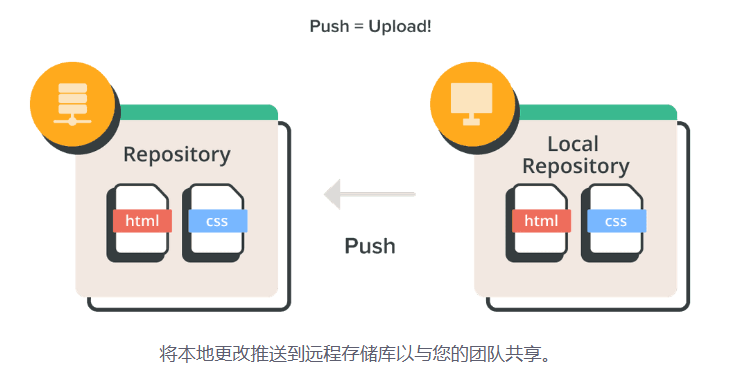 Push = Upload!
Repository
html
css
Push
Local
Repository
html
css
将本地更改推送到远程存储库以与您的团队共享。